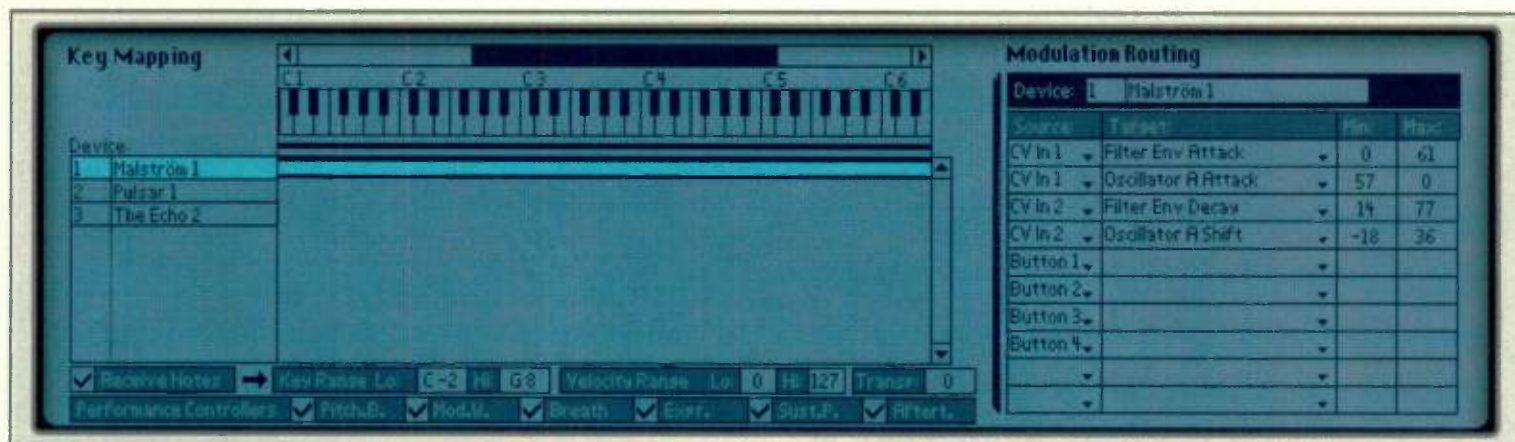 Key Mapping
C1 C2 C3 C4 C5 C6
Device
1 Malström 1
2 Pulsar 1
3 The Echo 2
Receive Notes Key Range Lo: C-2 Hi: G8 Velocity Range Lo: 0 Hi: 127 Transp: 0
Performance Controllers Pitch.B. Mod.W. Breath Expr. Sust.P. Aftert.
Modulation Routing
Device: 1 Malström 1
Source: Target: Min: Max:
CV In 1 Filter Env Attack 0 61
CV In 1 Oscillator A Attack 57 0
CV In 2 Filter Env Decay 14 77
CV In 2 Oscillator A Shift -18 36
Button 1
Button 2
Button 3
Button 4